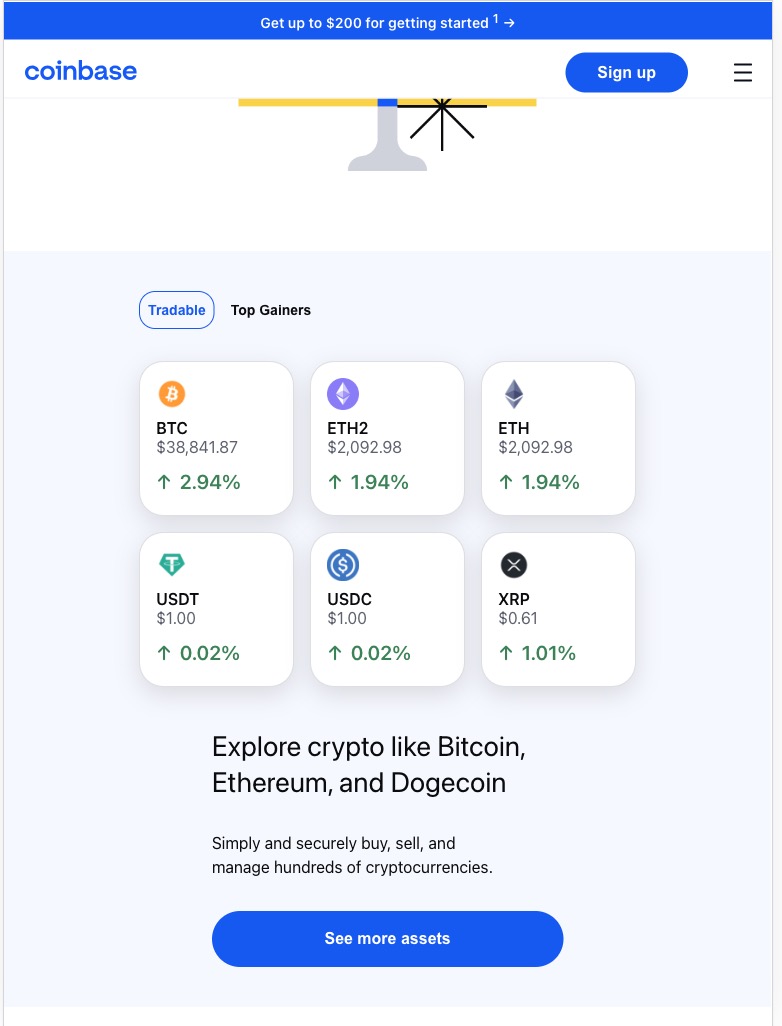 Get up to $200 for getting started 1 →
coinbase
Sign up
Tradable
Top Gainers
BTC
$38,841.87
↑ 2.94%
ETH2
$2,092.98
↑ 1.94%
ETH
$2,092.98
↑ 1.94%
USDT
$1.00
↑ 0.02%
USDC
$1.00
↑ 0.02%
XRP
$0.61
↑ 1.01%
Explore crypto like Bitcoin,
Ethereum, and Dogecoin
Simply and securely buy, sell, and
manage hundreds of cryptocurrencies.
See more assets